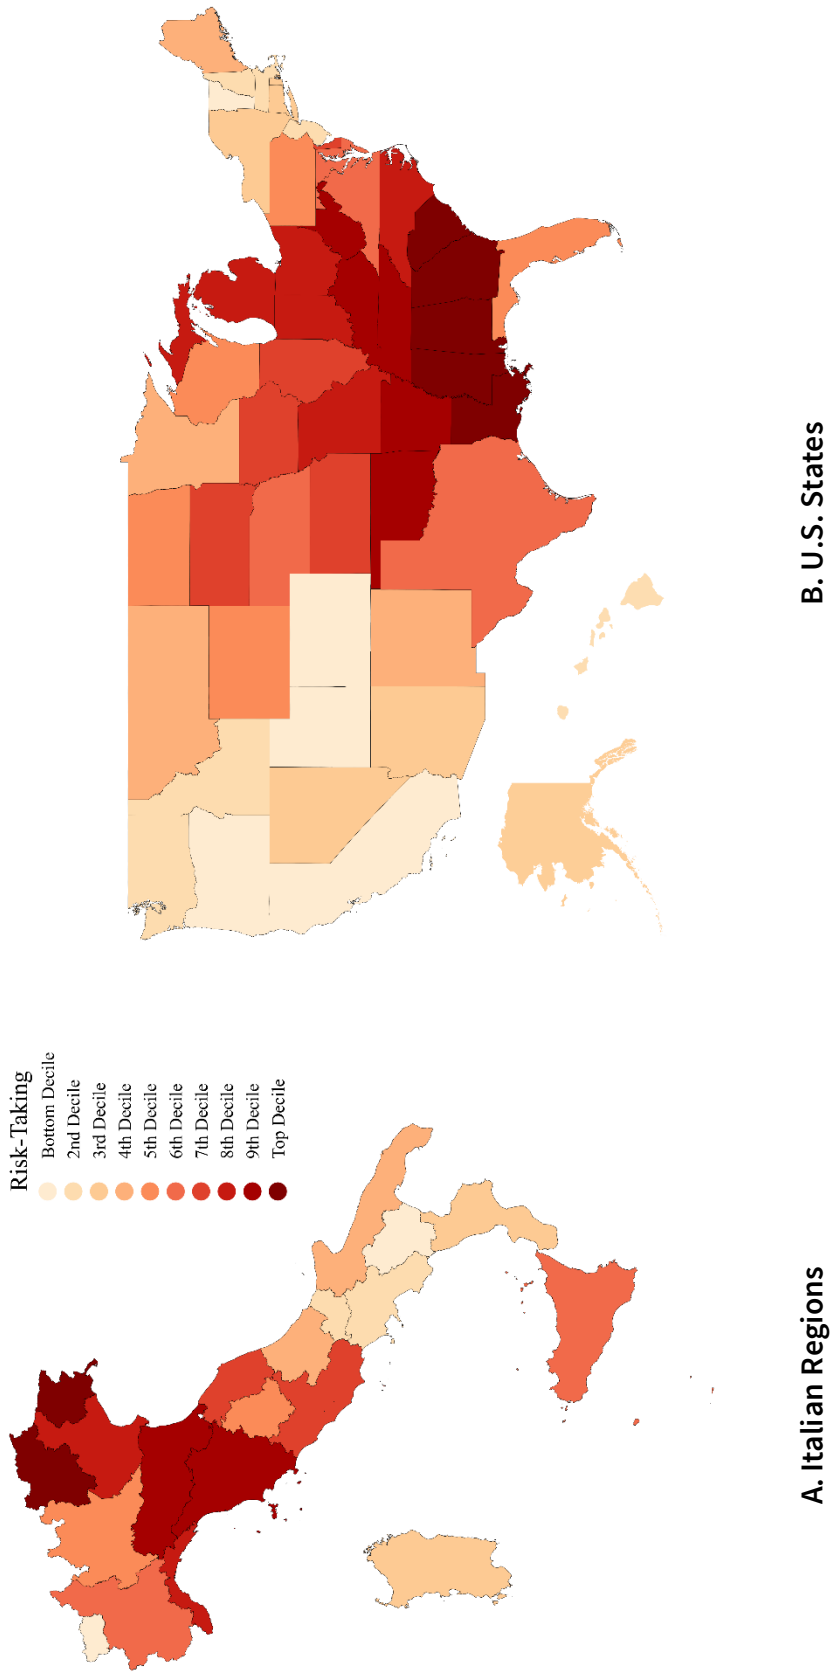 Risk-Taking
Bottom Decile
2nd Decile
3rd Decile
4th Decile
5th Decile
6th Decile
7th Decile
8th Decile
9th Decile
Top Decile
A. Italian Regions
B. U.S. States